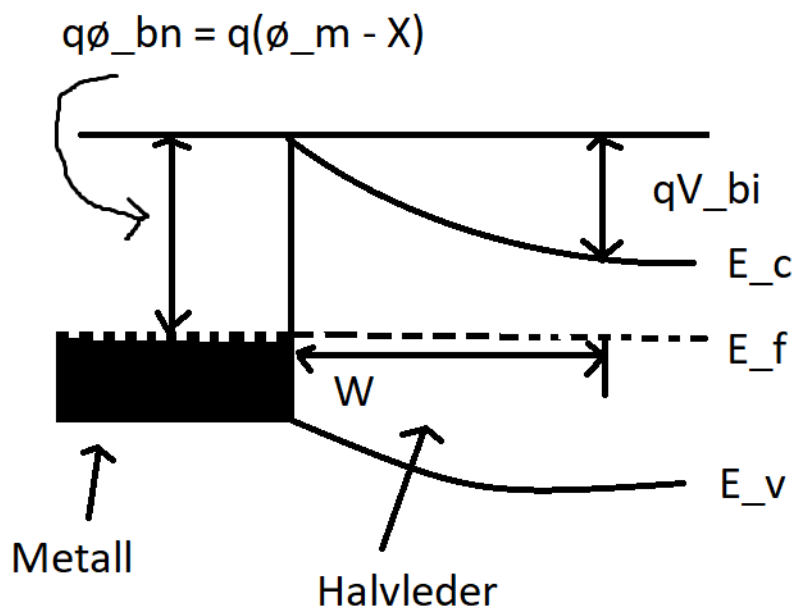 qø_bn = q(ø_m - X)
qV_bi
E_c
E_f
W
E_v
Metall
Halvleder